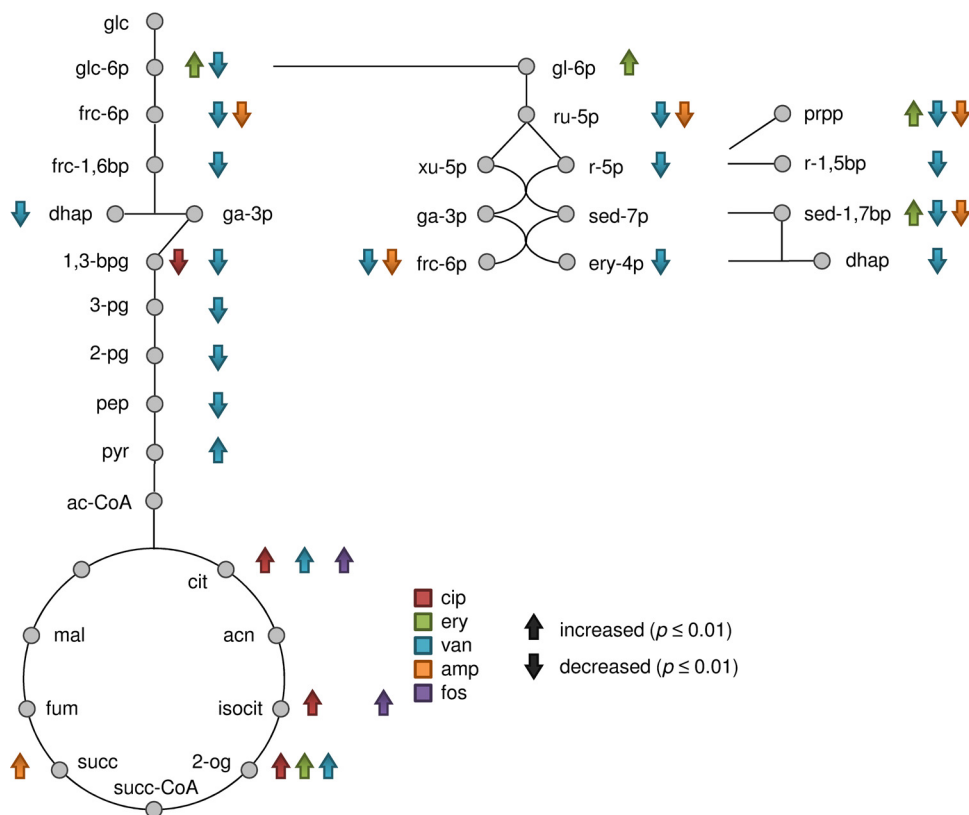 glc
glc-6p
gl-6p
frc-6p
ru-5p
prpp
frc-1,6bp
xu-5p
r-5p
r-1,5bp
dhap
ga-3p
ga-3p
sed-7p
sed-1,7bp
1,3-bpg
frc-6p
ery-4p
dhap
3-pg
2-pg
pep
pyr
ac-CoA
cit
mal
acn
fum
isocit
succ
2-og
succ-CoA
cip
ery
van
amp
fos
increased (p ≤ 0.01)
decreased (p ≤ 0.01)